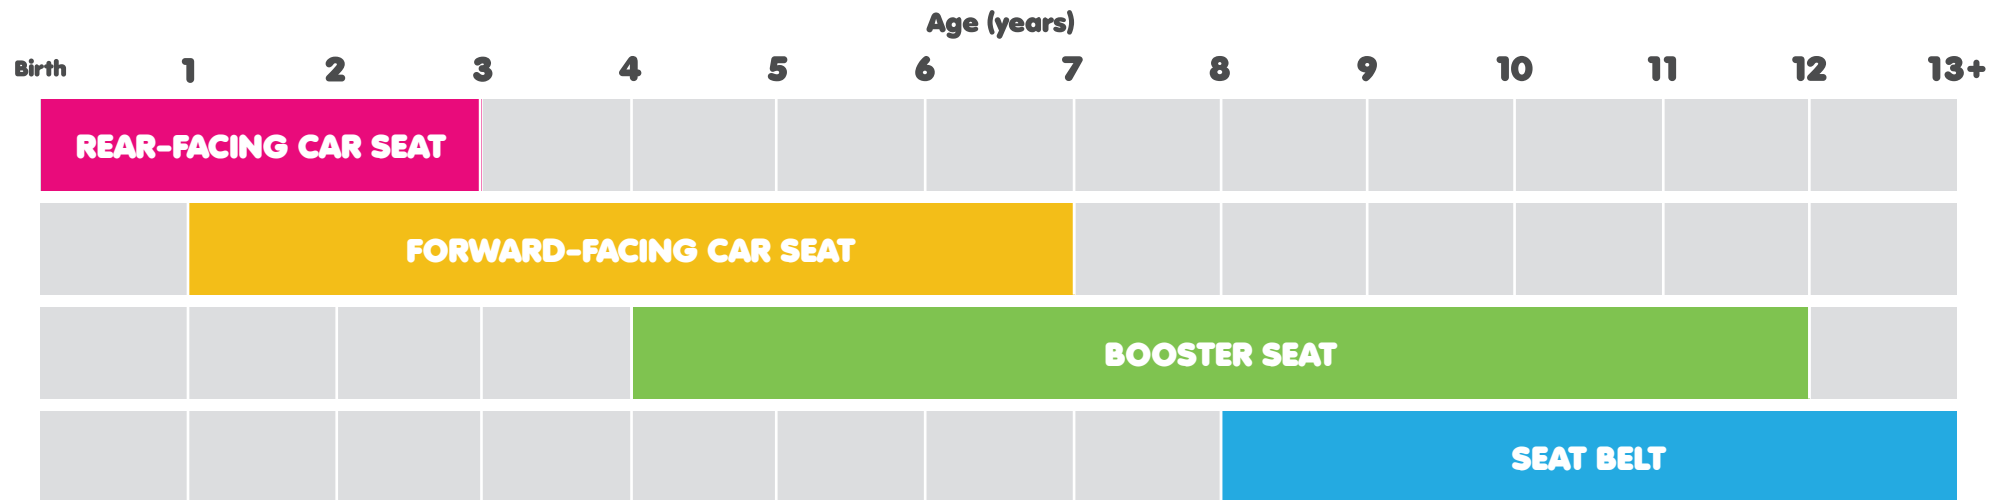 Age (years)
Birth 1 2 3 4 5 6 7 8 9 10 11 12 13+
REAR-FACING CAR SEAT
FORWARD-FACING CAR SEAT
BOOSTER SEAT
SEAT BELT